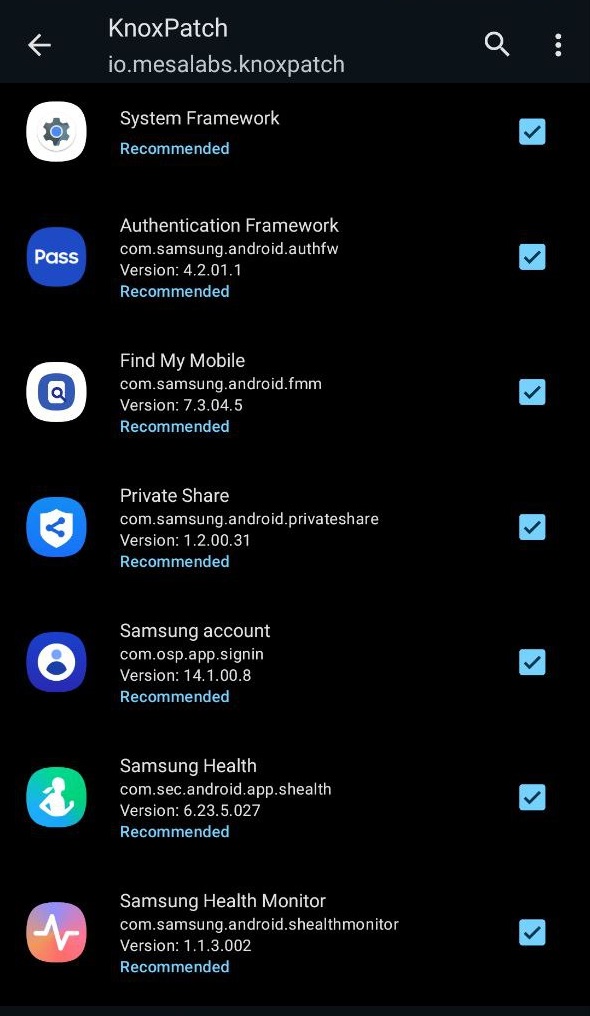 KnoxPatch
io.mesalabs.knoxpatch
System Framework
Recommended
Pass
Authentication Framework
com.samsung.android.authfw
Version: 4.2.01.1
Recommended
Find My Mobile
com.samsung.android.fmm
Version: 7.3.04.5
Recommended
Private Share
com.samsung.android.privateshare
Version: 1.2.00.31
Recommended
Samsung account
com.osp.app.signin
Version: 14.1.00.8
Recommended
Samsung Health
com.sec.android.app.shealth
Version: 6.23.5.027
Recommended
Samsung Health Monitor
com.samsung.android.shealthmonitor
Version: 1.1.3.002
Recommended